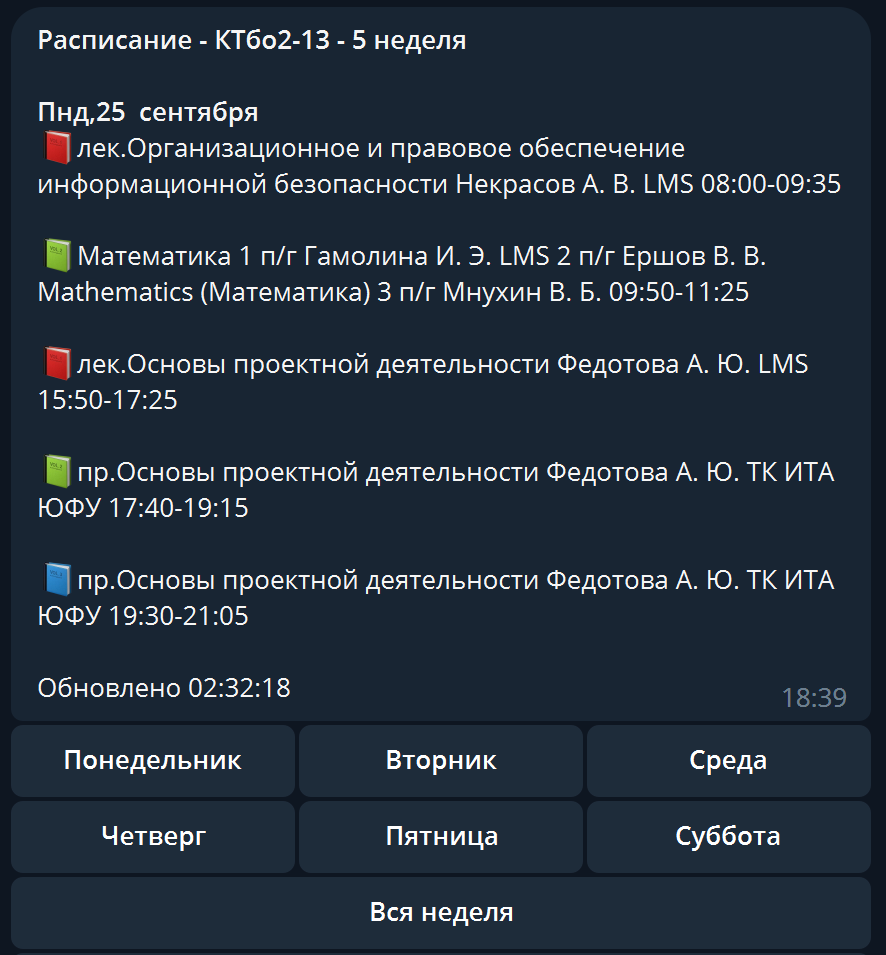 Расписание - КТбо2-13 - 5 неделя
Пнд,25 сентября
лек.Организационное и правовое обеспечение
информационной безопасности Некрасов А. В. LMS 08:00-09:35
Математика 1 п/г Гамолина И. Э. LMS 2 п/г Ершов В. В.
Mathematics (Математика) 3 п/г Мнухин В. Б. 09:50-11:25
лек.Основы проектной деятельности Федотова А. Ю. LMS
15:50-17:25
пр.Основы проектной деятельности Федотова А. Ю. ТК ИТА
ЮФУ 17:40-19:15
пр.Основы проектной деятельности Федотова А. Ю. ТК ИТА
ЮФУ 19:30-21:05
Обновлено 02:32:18
18:39
Понедельник
Вторник
Среда
Четверг
Пятница
Суббота
Вся неделя